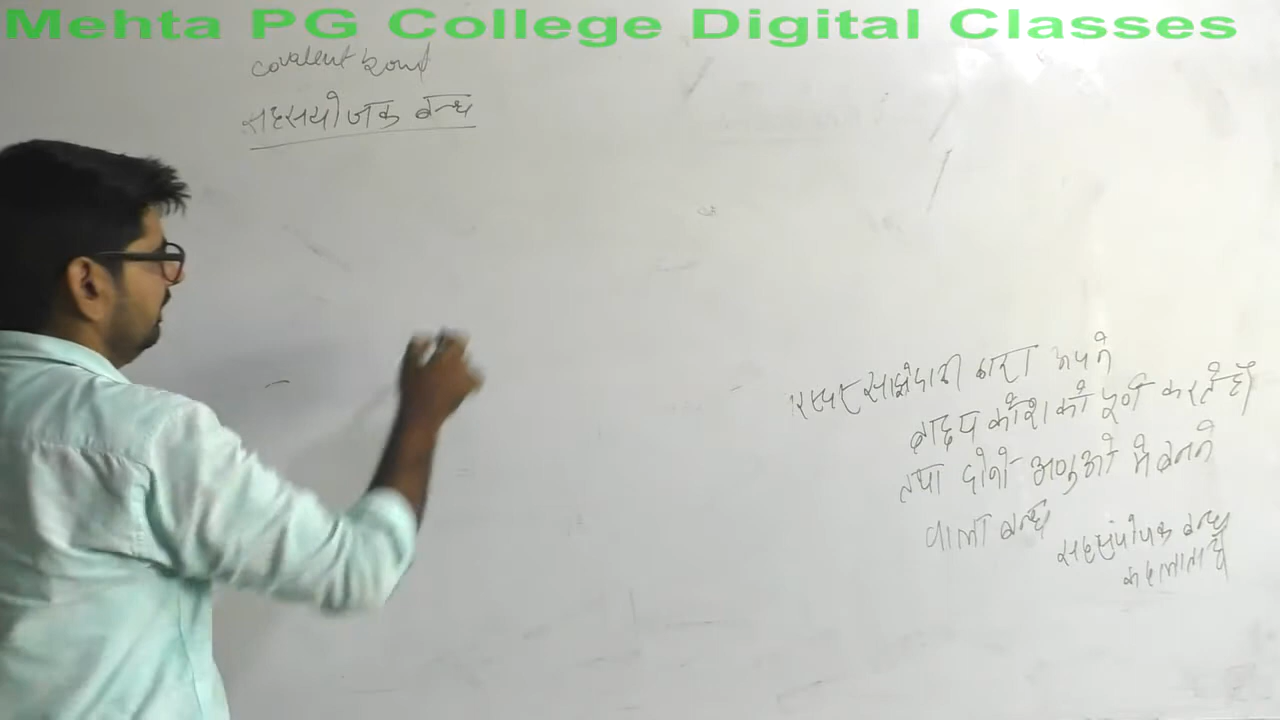 Mehta PG College Digital Classes
covalent bond
सहसयोजक बन्ध
परस्पर साझेदारी द्वारा अपने
बाह्य कोश को पूर्ण करते है
तथा दोनो अणुओ मे बनने
वाला बन्ध
सहसंयोजक बन्ध
कहलाता है